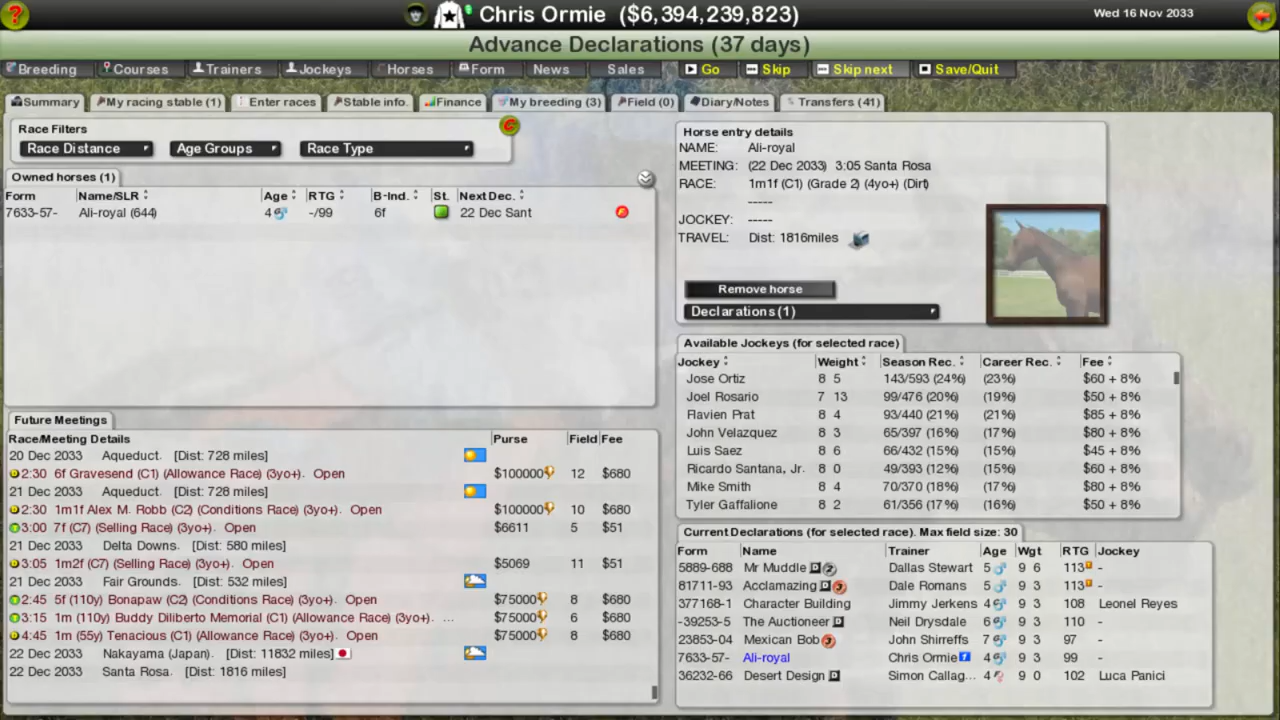 Chris Ormie ($6,394,239,823)
Wed 16 Nov 2033
Advance Declarations (37 days)
Breeding Courses Trainers Jockeys Horses Form News Sales Go Skip Skip next Save/Quit
Summary My racing stable (1) Enter races Stable info. Finance My breeding (3) Field (0) Diary/Notes Transfers (41)
Race Filters
Race Distance Age Groups Race Type
Owned horses (1)
Form Name/SLR Age RTG B-Ind. St. Next Dec.
7633-57- Ali-royal (644) 4 -/99 6f 22 Dec Sant
Future Meetings
Race/Meeting Details Purse Field Fee
20 Dec 2033 Aqueduct. [Dist: 728 miles]
2:30 6f Gravesend (C1) (Allowance Race) (3yo+). Open $100000 12 $680
21 Dec 2033 Aqueduct. [Dist: 728 miles]
2:30 1m1f Alex M. Robb (C2) (Conditions Race) (3yo+). Open $100000 10 $680
3:00 7f (C7) (Selling Race) (3yo+). Open $6611 5 $51
21 Dec 2033 Delta Downs. [Dist: 580 miles]
3:05 1m2f (C7) (Selling Race) (3yo+). Open $5069 11 $51
21 Dec 2033 Fair Grounds. [Dist: 532 miles]
2:45 5f (110y) Bonapaw (C2) (Conditions Race) (3yo+). Open $75000 8 $680
3:15 1m (110y) Buddy Diliberto Memorial (C1) (Allowance Race) (3yo+). ... $75000 6 $680
4:45 1m (55y) Tenacious (C1) (Allowance Race) (3yo+). Open $75000 8 $680
22 Dec 2033 Nakayama (Japan). [Dist: 11832 miles]
22 Dec 2033 Santa Rosa. [Dist: 1816 miles]
Horse entry details
NAME: Ali-royal
MEETING: (22 Dec 2033) 3:05 Santa Rosa
RACE: 1m1f (C1) (Grade 2) (4yo+) (Dirt)
-----
JOCKEY: -----
TRAVEL: Dist: 1816miles
Remove horse
Declarations (1)
Available Jockeys (for selected race)
Jockey Weight Season Rec. Career Rec. Fee
Jose Ortiz 8 5 143/593 (24%) (23%) $60 + 8%
Joel Rosario 7 13 99/476 (20%) (19%) $50 + 8%
Flavien Prat 8 4 93/440 (21%) (21%) $85 + 8%
John Velazquez 8 3 65/397 (16%) (17%) $80 + 8%
Luis Saez 8 6 66/432 (15%) (15%) $45 + 8%
Ricardo Santana, Jr. 8 0 49/393 (12%) (15%) $60 + 8%
Mike Smith 8 4 70/370 (18%) (17%) $80 + 8%
Tyler Gaffalione 8 2 61/356 (17%) (16%) $50 + 8%
Current Declarations (for selected race). Max field size: 30
Form Name Trainer Age Wgt RTG Jockey
5889-688 Mr Muddle D Dallas Stewart 5 9 6 113 -
81711-93 Acclamazing D Dale Romans 5 9 3 113 -
377168-1 Character Building Jimmy Jerkens 4 9 3 108 Leonel Reyes
-39253-5 The Auctioneer D Neil Drysdale 6 9 3 110 -
23853-04 Mexican Bob John Shirreffs 7 9 3 97 -
7633-57- Ali-royal Chris Ormie 4 9 3 99 -
36232-66 Desert Design D Simon Callag... 4 9 0 102 Luca Panici